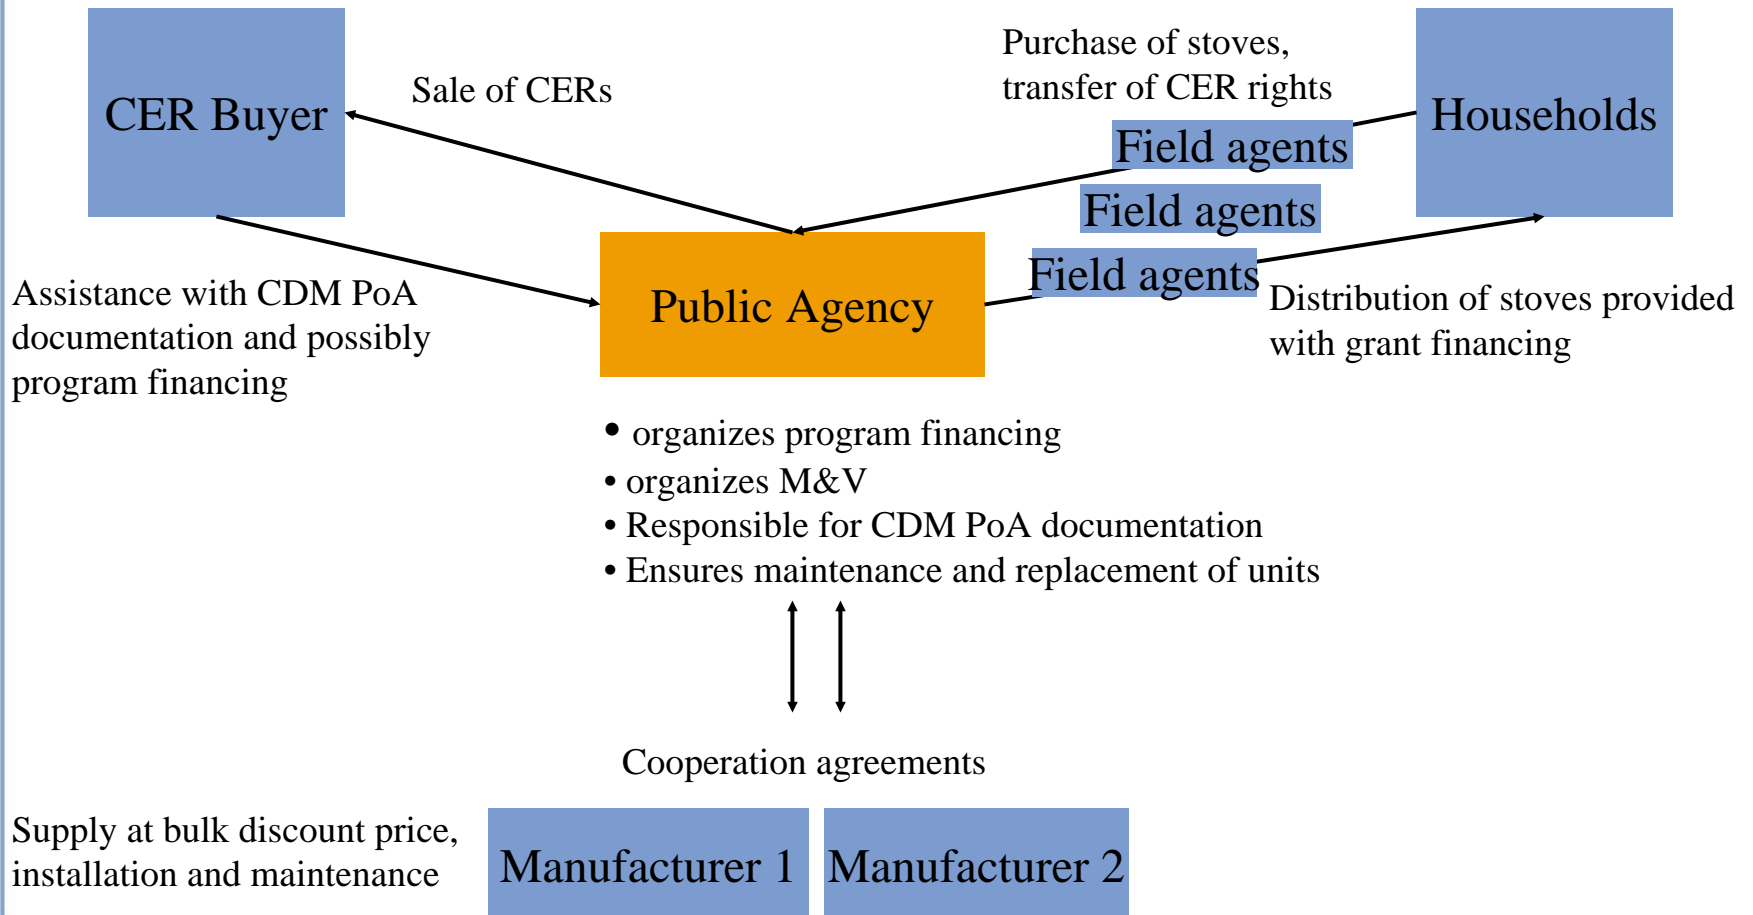 CER Buyer
Sale of CERs
Purchase of stoves,
transfer of CER rights
Households
Field agents
Field agents
Field agents
Public Agency
Assistance with CDM PoA
documentation and possibly
program financing
Distribution of stoves provided
with grant financing
• organizes program financing
• organizes M&V
• Responsible for CDM PoA documentation
• Ensures maintenance and replacement of units
Cooperation agreements
Supply at bulk discount price,
installation and maintenance
Manufacturer 1
Manufacturer 2